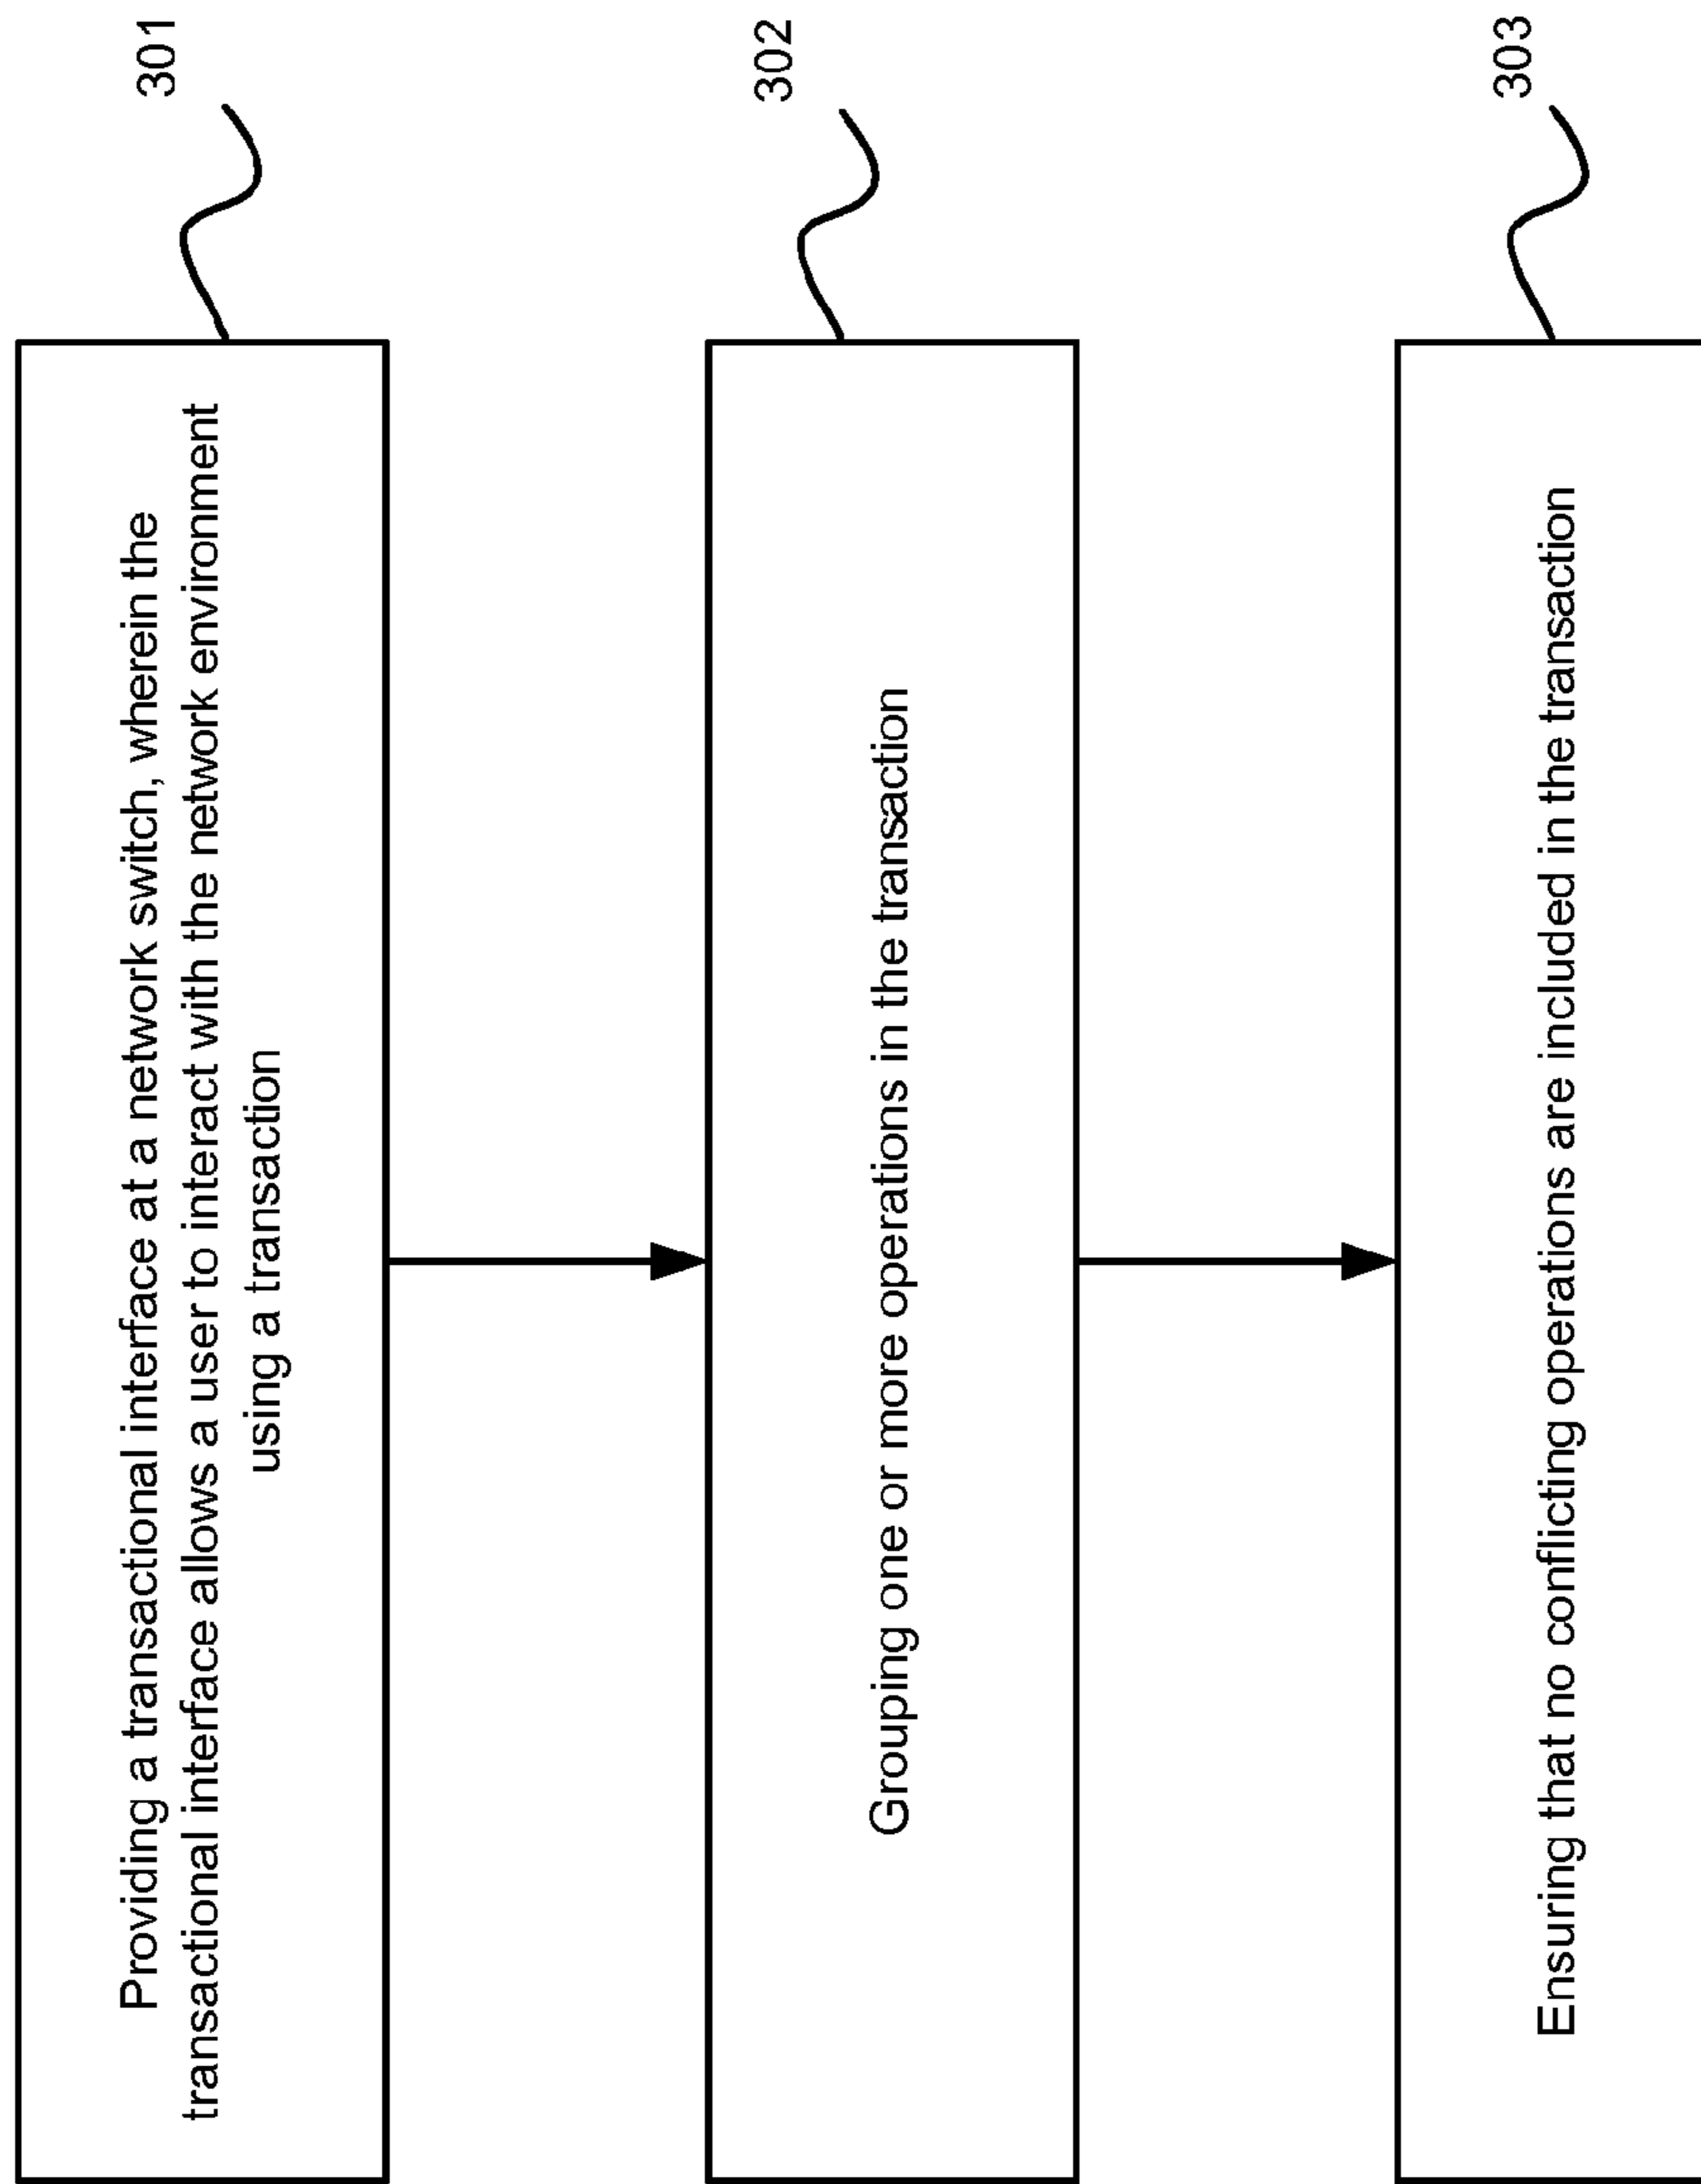 Providing a transactional interface at a network switch, wherein the
transactional interface allows a user to interact with the network environment
using a transaction
301
Grouping one or more operations in the transaction
302
Ensuring that no conflicting operations are included in the transaction
303